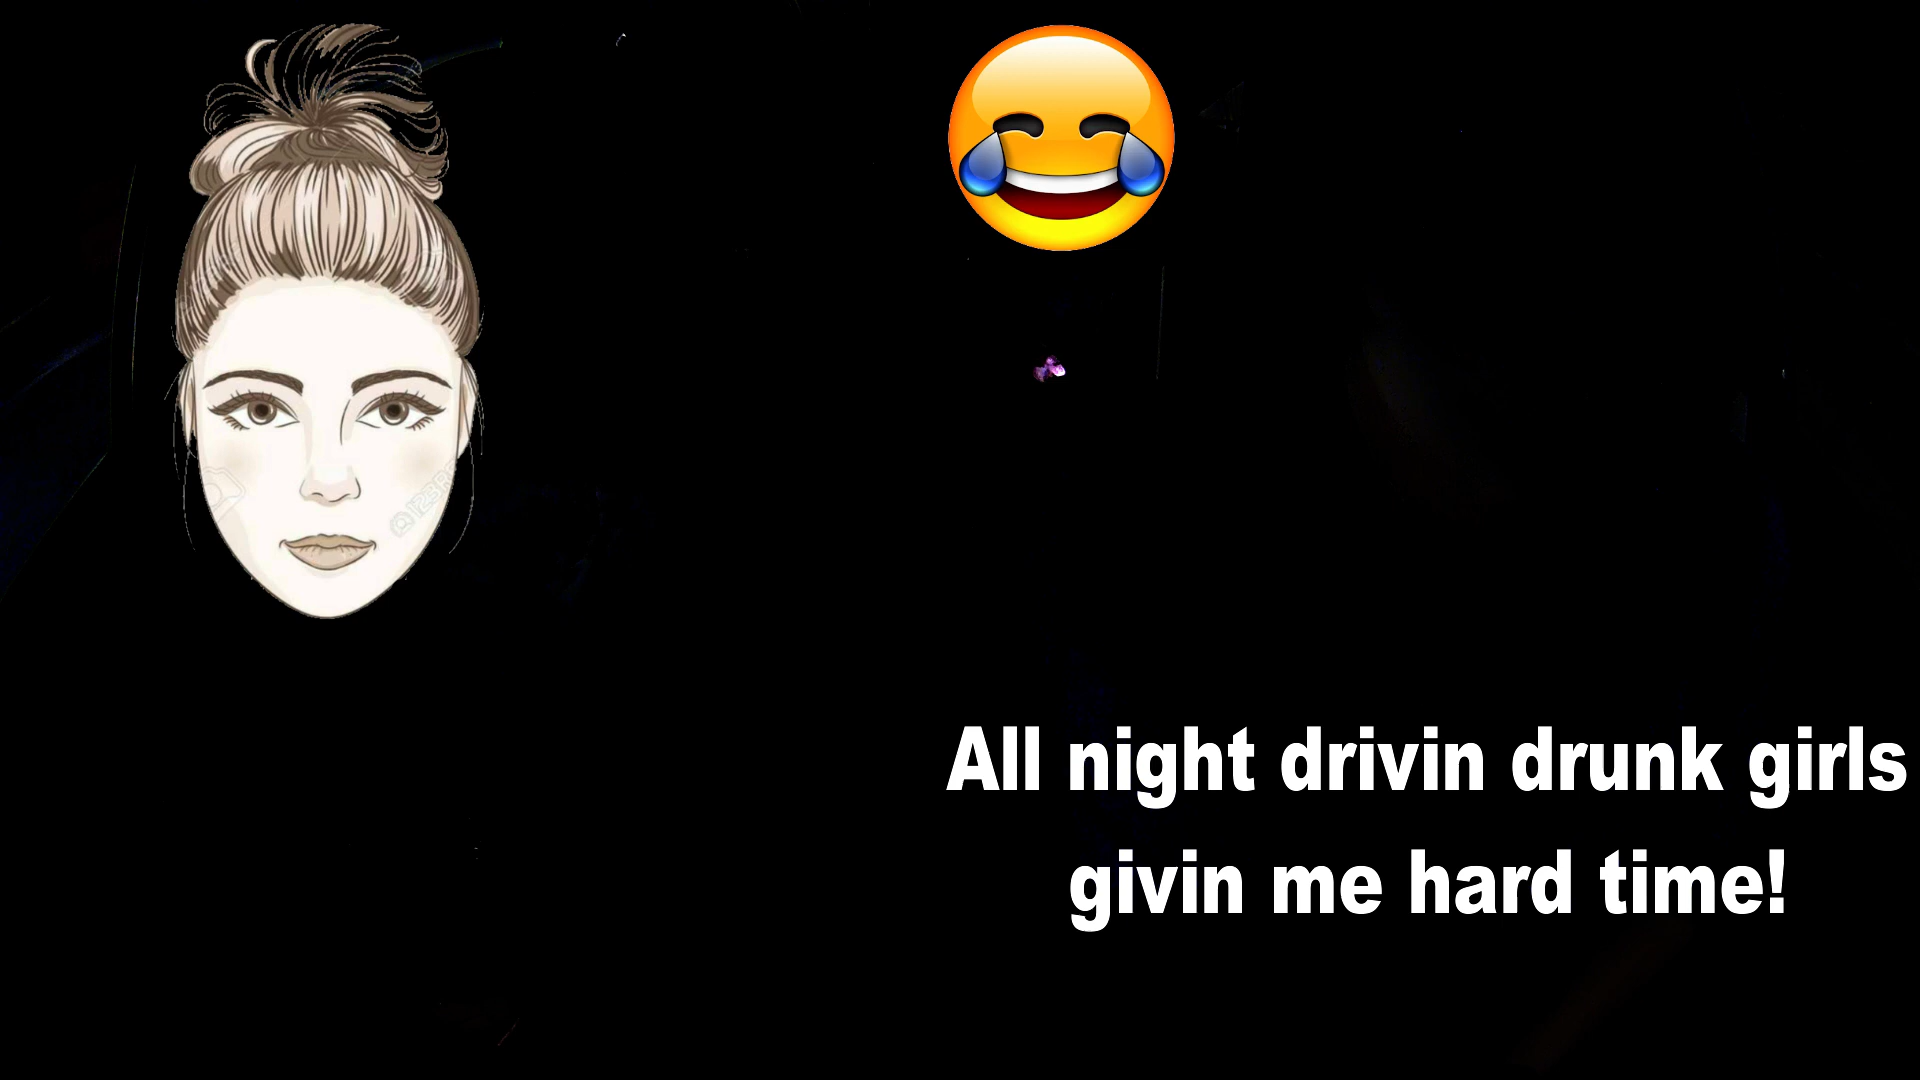 All night drivin drunk girls
givin me hard time!